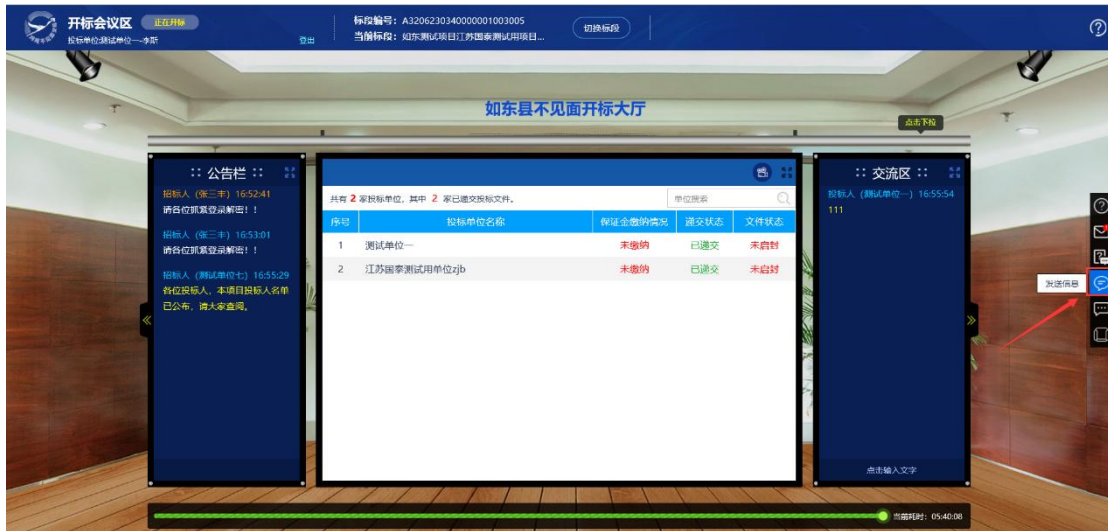 开标会议区 正在开标
投标单位:测试单位一--李斯 登出
标段编号：A3206230340000001003005
当前标段：如东测试项目江苏国泰测试用项目...
切换标段
如东县不见面开标大厅
点击下拉
:: 公告栏 ::
招标人（张三丰）16:52:41
请各位抓紧登录解密！！
招标人（张三丰）16:53:01
请各位抓紧登录解密！！
招标人（测试单位七）16:55:29
各位投标人，本项目投标人名单
已公布，请大家查阅。
共有 2 家投标单位，其中 2 家已递交投标文件。
单位搜索
序号 投标单位名称 保证金缴纳情况 递交状态 文件状态
1 测试单位一 未缴纳 已递交 未启封
2 江苏国泰测试用单位zjb 未缴纳 已递交 未启封
:: 交流区 ::
投标人（测试单位一）16:55:54
111
点击输入文字
发送信息
当前耗时：05:40:08